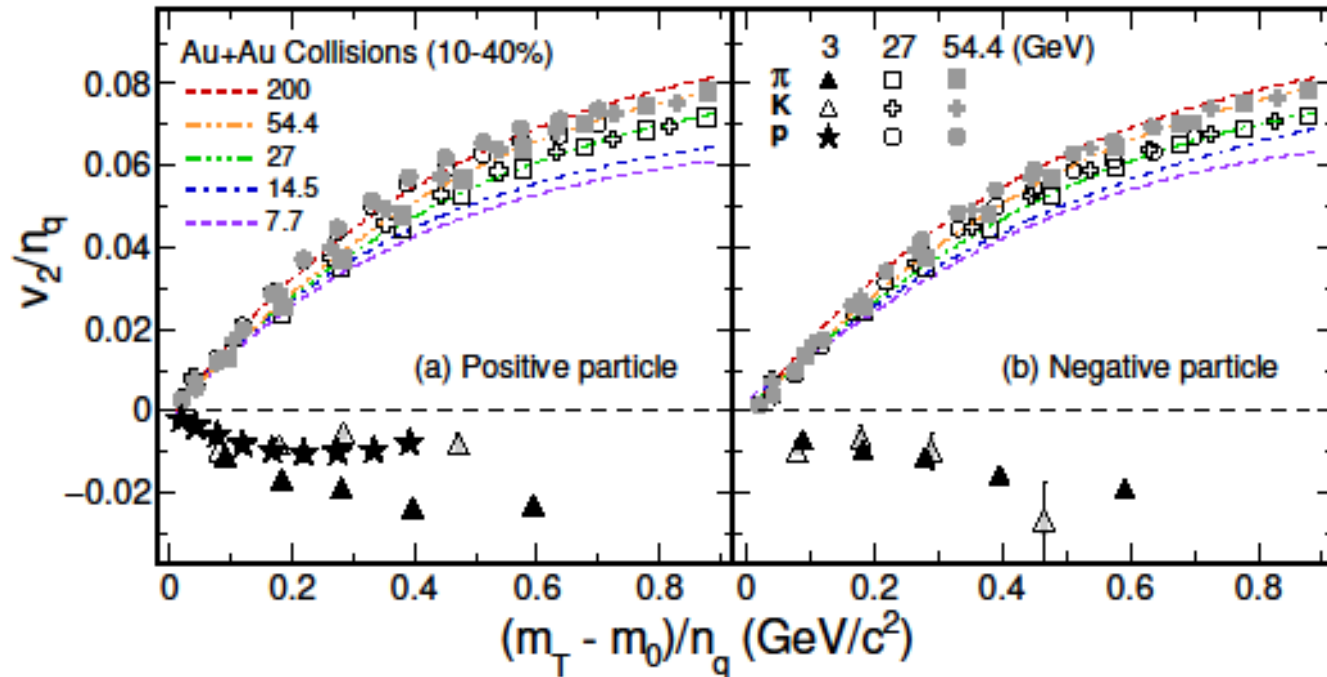 Au+Au Collisions (10-40%)
200
54.4
27
14.5
7.7
3 27 54.4 (GeV)
π
K
p
0.08
0.06
0.04
0.02
0
−0.02
v2/nq
(a) Positive particle
(b) Negative particle
0 0.2 0.4 0.6 0.8 0 0.2 0.4 0.6 0.8
(mT - m0)/nq (GeV/c²)